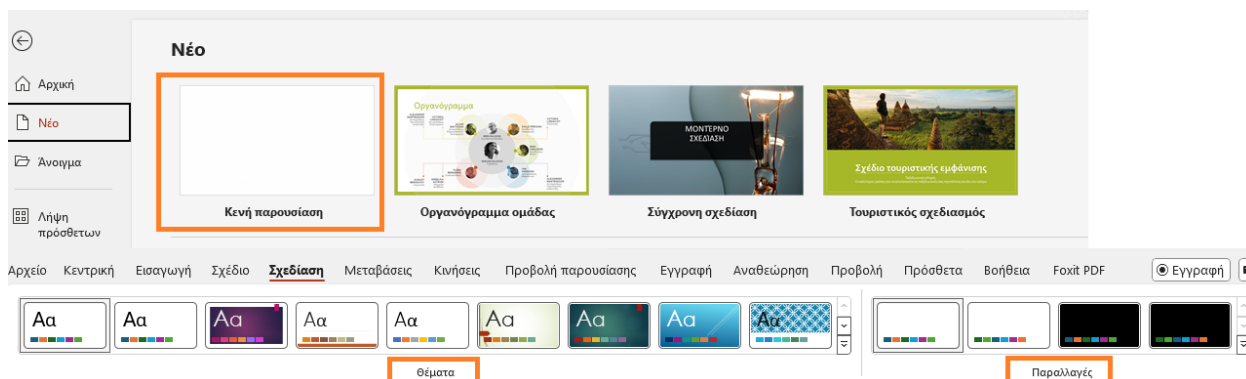 Νέο
Αρχική
Νέο
Άνοιγμα
Λήψη
πρόσθετων
Οργανόγραμμα
ΜΟΝΤΕΡΝΟ
ΣΧΕΔΙΑΣΗ
Σχέδιο τουριστικής εμφάνισης
Κενή παρουσίαση
Οργανόγραμμα ομάδας
Σύγχρονη σχεδίαση
Τουριστικός σχεδιασμός
Αρχείο Κεντρική Εισαγωγή Σχέδιο Σχεδίαση Μεταβάσεις Κινήσεις Προβολή παρουσίασης Εγγραφή Αναθεώρηση Προβολή Πρόσθετα Βοήθεια Foxit PDF Εγγραφή
Αα Αα Αα Αα Αα Αα Αα Αα Αα
Θέματα Παραλλαγές